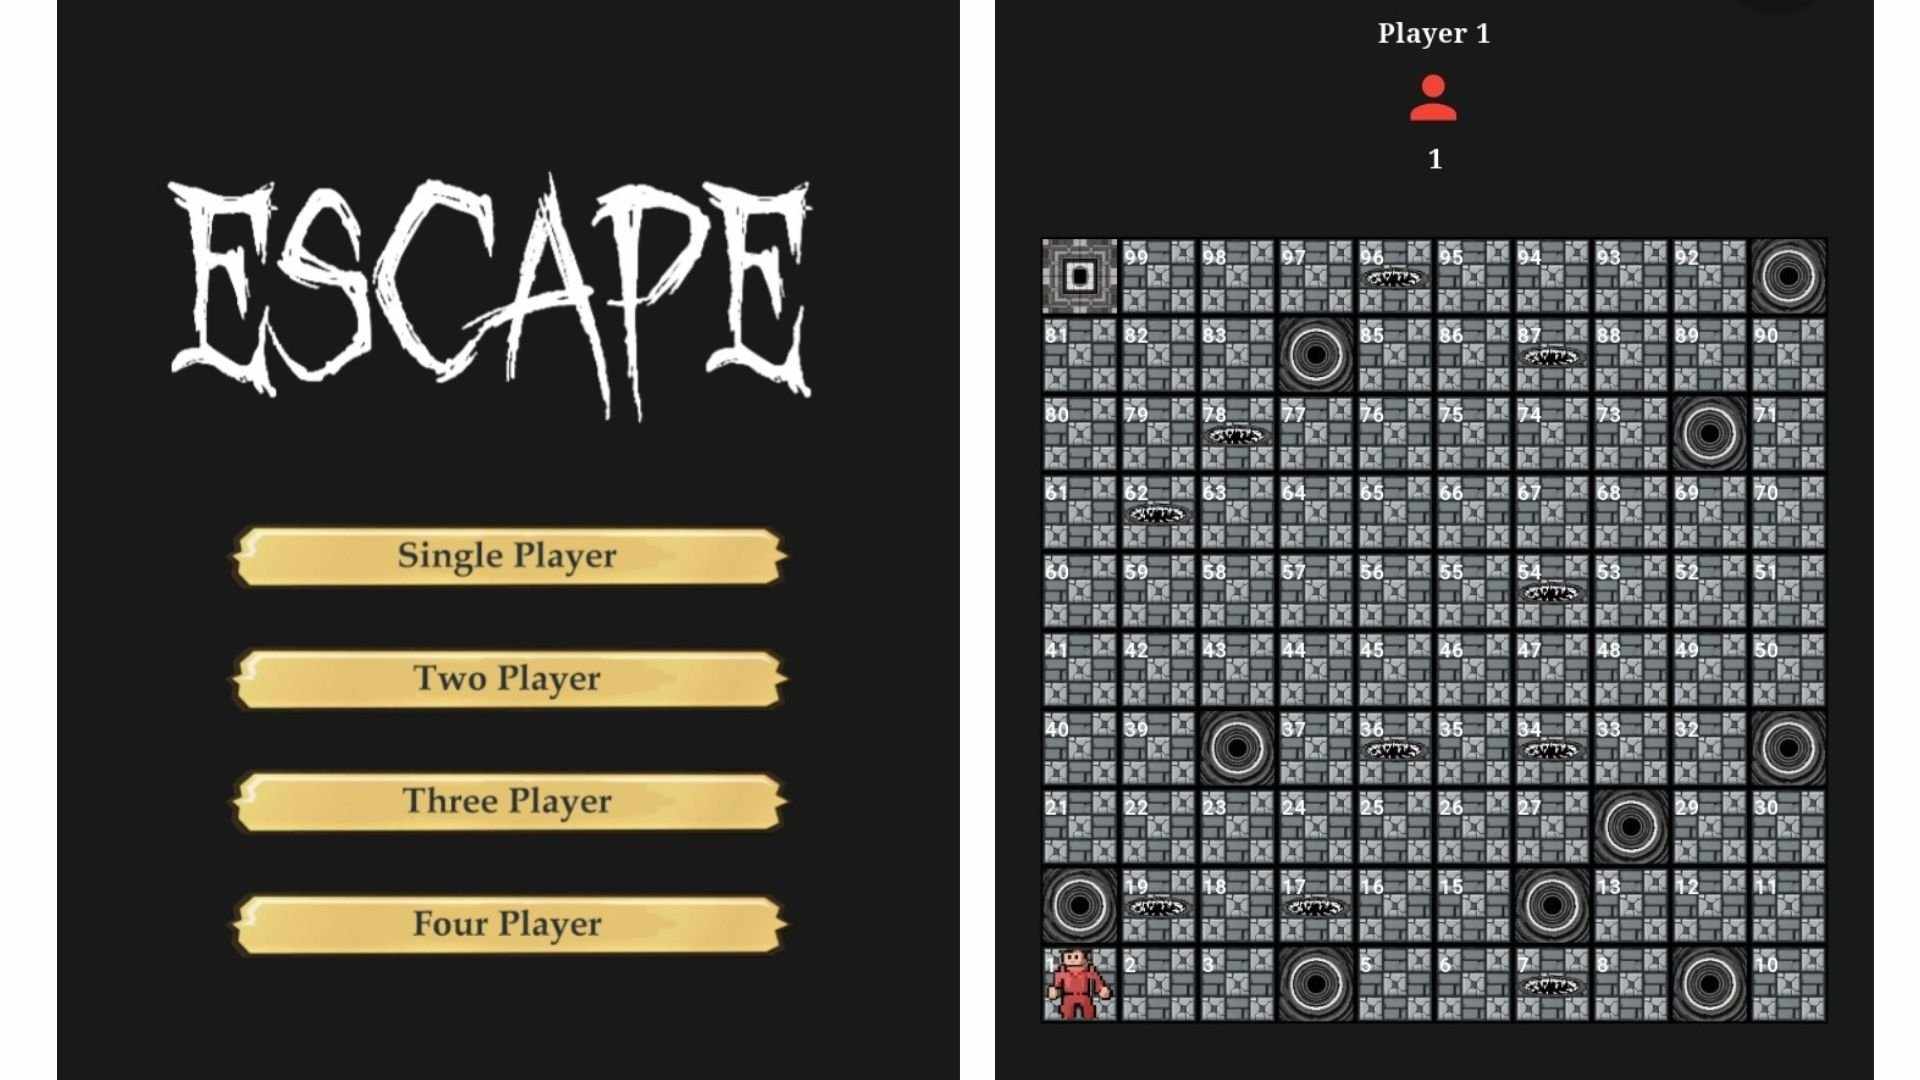 ESCAPE
Single Player
Two Player
Three Player
Four Player
Player 1
1
99 98 97 96 95 94 93 92
81 82 83 85 86 87 88 89 90
80 79 78 77 76 75 74 73 71
61 62 63 64 65 66 67 68 69 70
60 59 58 57 56 55 54 53 52 51
41 42 43 44 45 46 47 48 49 50
40 39 37 36 35 34 33 32
21 22 23 24 25 26 27 29 30
19 18 17 16 15 13 12 11
1 2 3 5 6 7 8 10